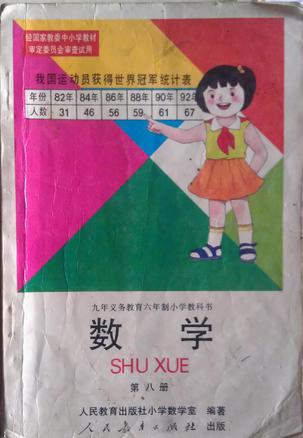 经国家教委中小学教材
审定委员会审查试用
我国运动员获得世界冠军统计表
年份 82年 84年 86年 88年 90年 92年
人数 31 46 56 59 61 67
九年义务教育六年制小学教科书
数学
SHU XUE
第八册
人民教育出版社小学数学室 编著
人民教育出版社 出版